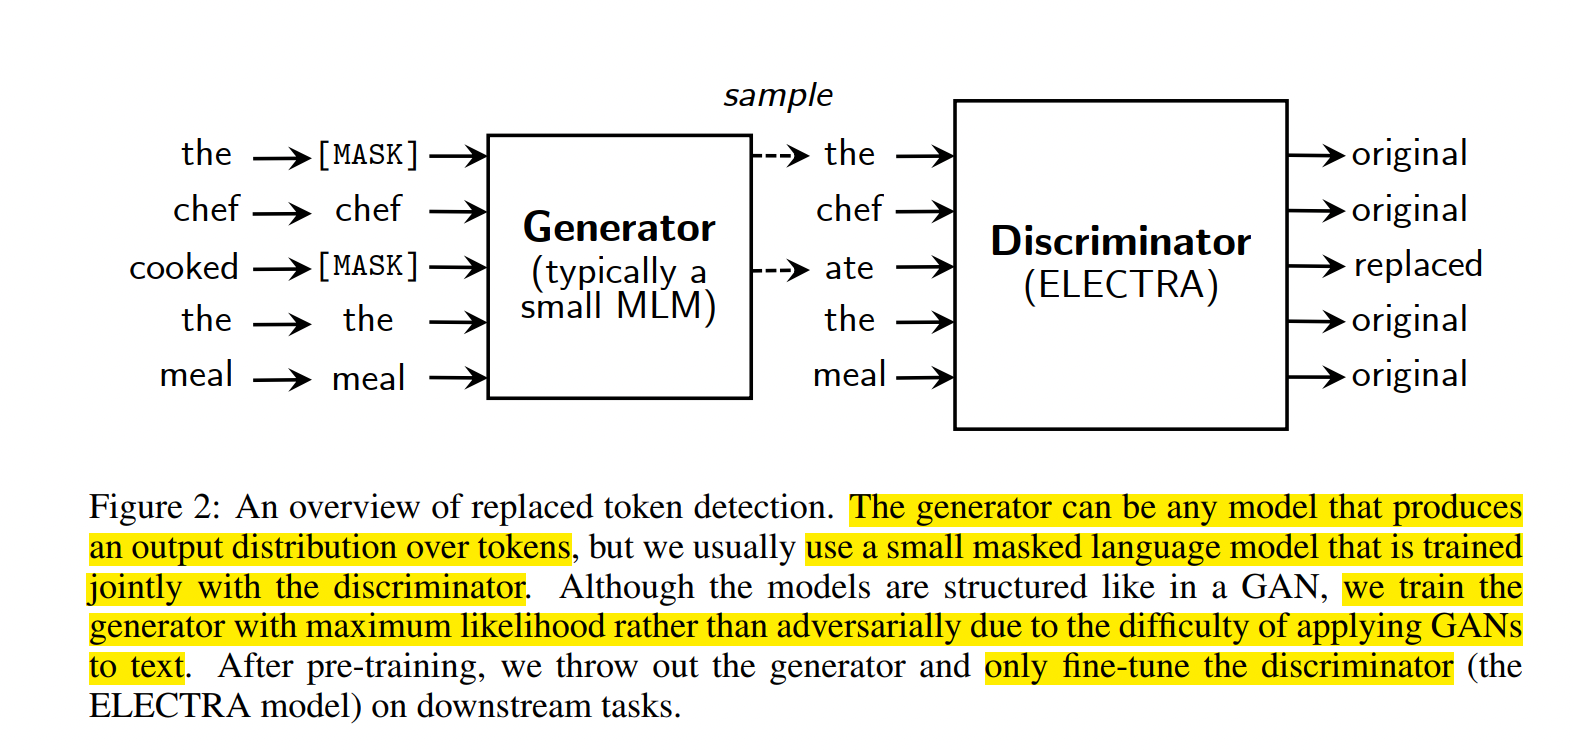 sample
the [MASK] the original
chef chef chef original
cooked [MASK] ate replaced
the the the original
meal meal meal original
Generator
(typically a
small MLM)
Discriminator
(ELECTRA)
Figure 2: An overview of replaced token detection. The generator can be any model that produces
an output distribution over tokens, but we usually use a small masked language model that is trained
jointly with the discriminator. Although the models are structured like in a GAN, we train the
generator with maximum likelihood rather than adversarially due to the difficulty of applying GANs
to text. After pre-training, we throw out the generator and only fine-tune the discriminator (the
ELECTRA model) on downstream tasks.